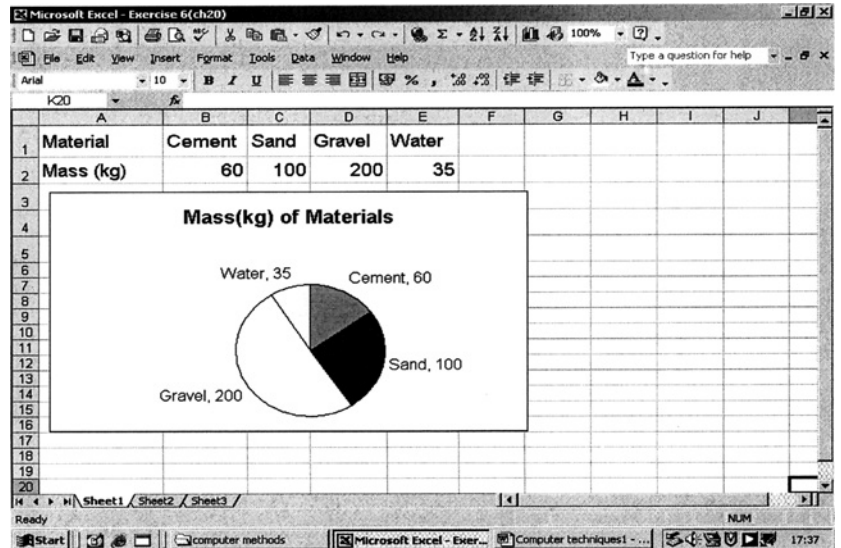 Microsoft Excel - Exercise 6(ch20)
100%
File Edit View Insert Format Tools Data Window Help Type a question for help
Arial 10 B I U % ,
K20 fx
A B C D E F G H I J
1 Material Cement Sand Gravel Water
2 Mass (kg) 60 100 200 35
3
4
5
6
7
8
9
10
11
12
13
14
15
16
17
18
19
20
Mass(kg) of Materials
Water, 35
Cement, 60
Sand, 100
Gravel, 200
Sheet1 Sheet2 Sheet3
Ready NUM
Start computer methods Microsoft Excel - Exer... Computer techniques1 - ... 17:37